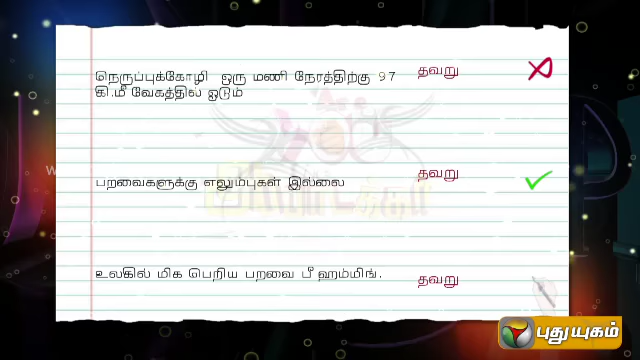 நெருப்புக்கோழி ஒரு மணி நேரத்திற்கு 97
கி.மீ வேகத்தில் ஓடும்
தவறு
பறவைகளுக்கு எலும்புகள் இல்லை
தவறு
உலகில் மிக பெரிய பறவை பீ ஹம்மிங்.
தவறு
புதுயுகம்